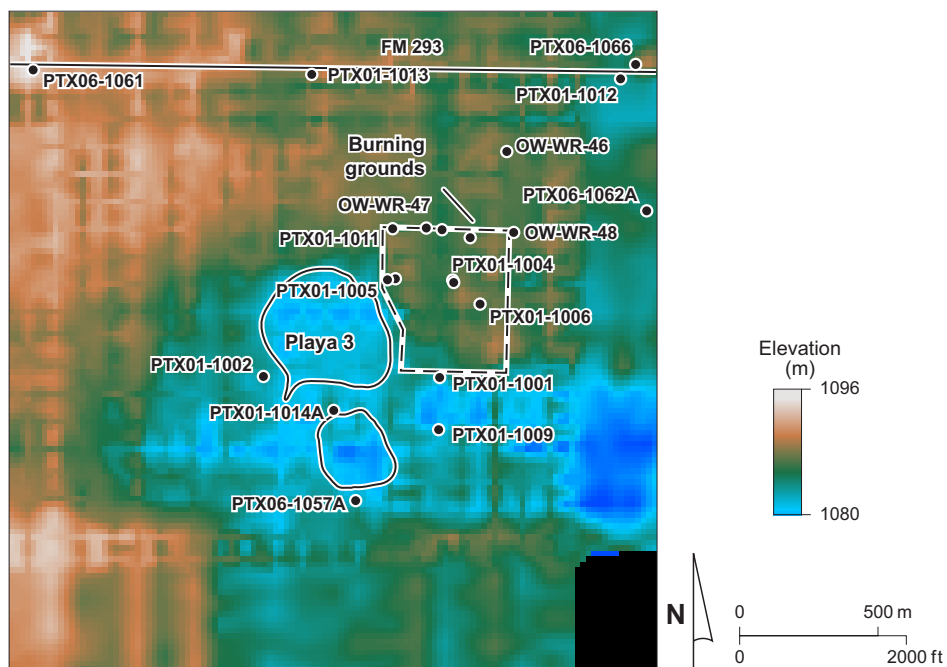 FM 293
PTX06-1066
PTX06-1061
PTX01-1013
PTX01-1012
Burning
grounds
OW-WR-46
PTX06-1062A
OW-WR-47
PTX01-1011
OW-WR-48
PTX01-1004
PTX01-1005
PTX01-1006
Playa 3
PTX01-1002
PTX01-1001
PTX01-1014A
PTX01-1009
PTX06-1057A
Elevation
(m)
1096
1080
N
0 500 m
0 2000 ft